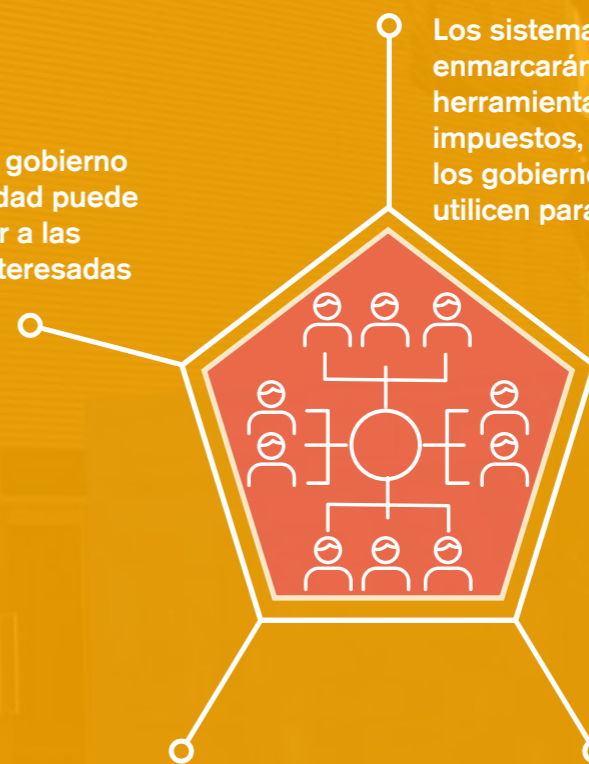 Los sistema
enmarcarán
herramienta
impuestos,
los gobierno
utilicen para
gobierno
dad puede
r a las
teresadas